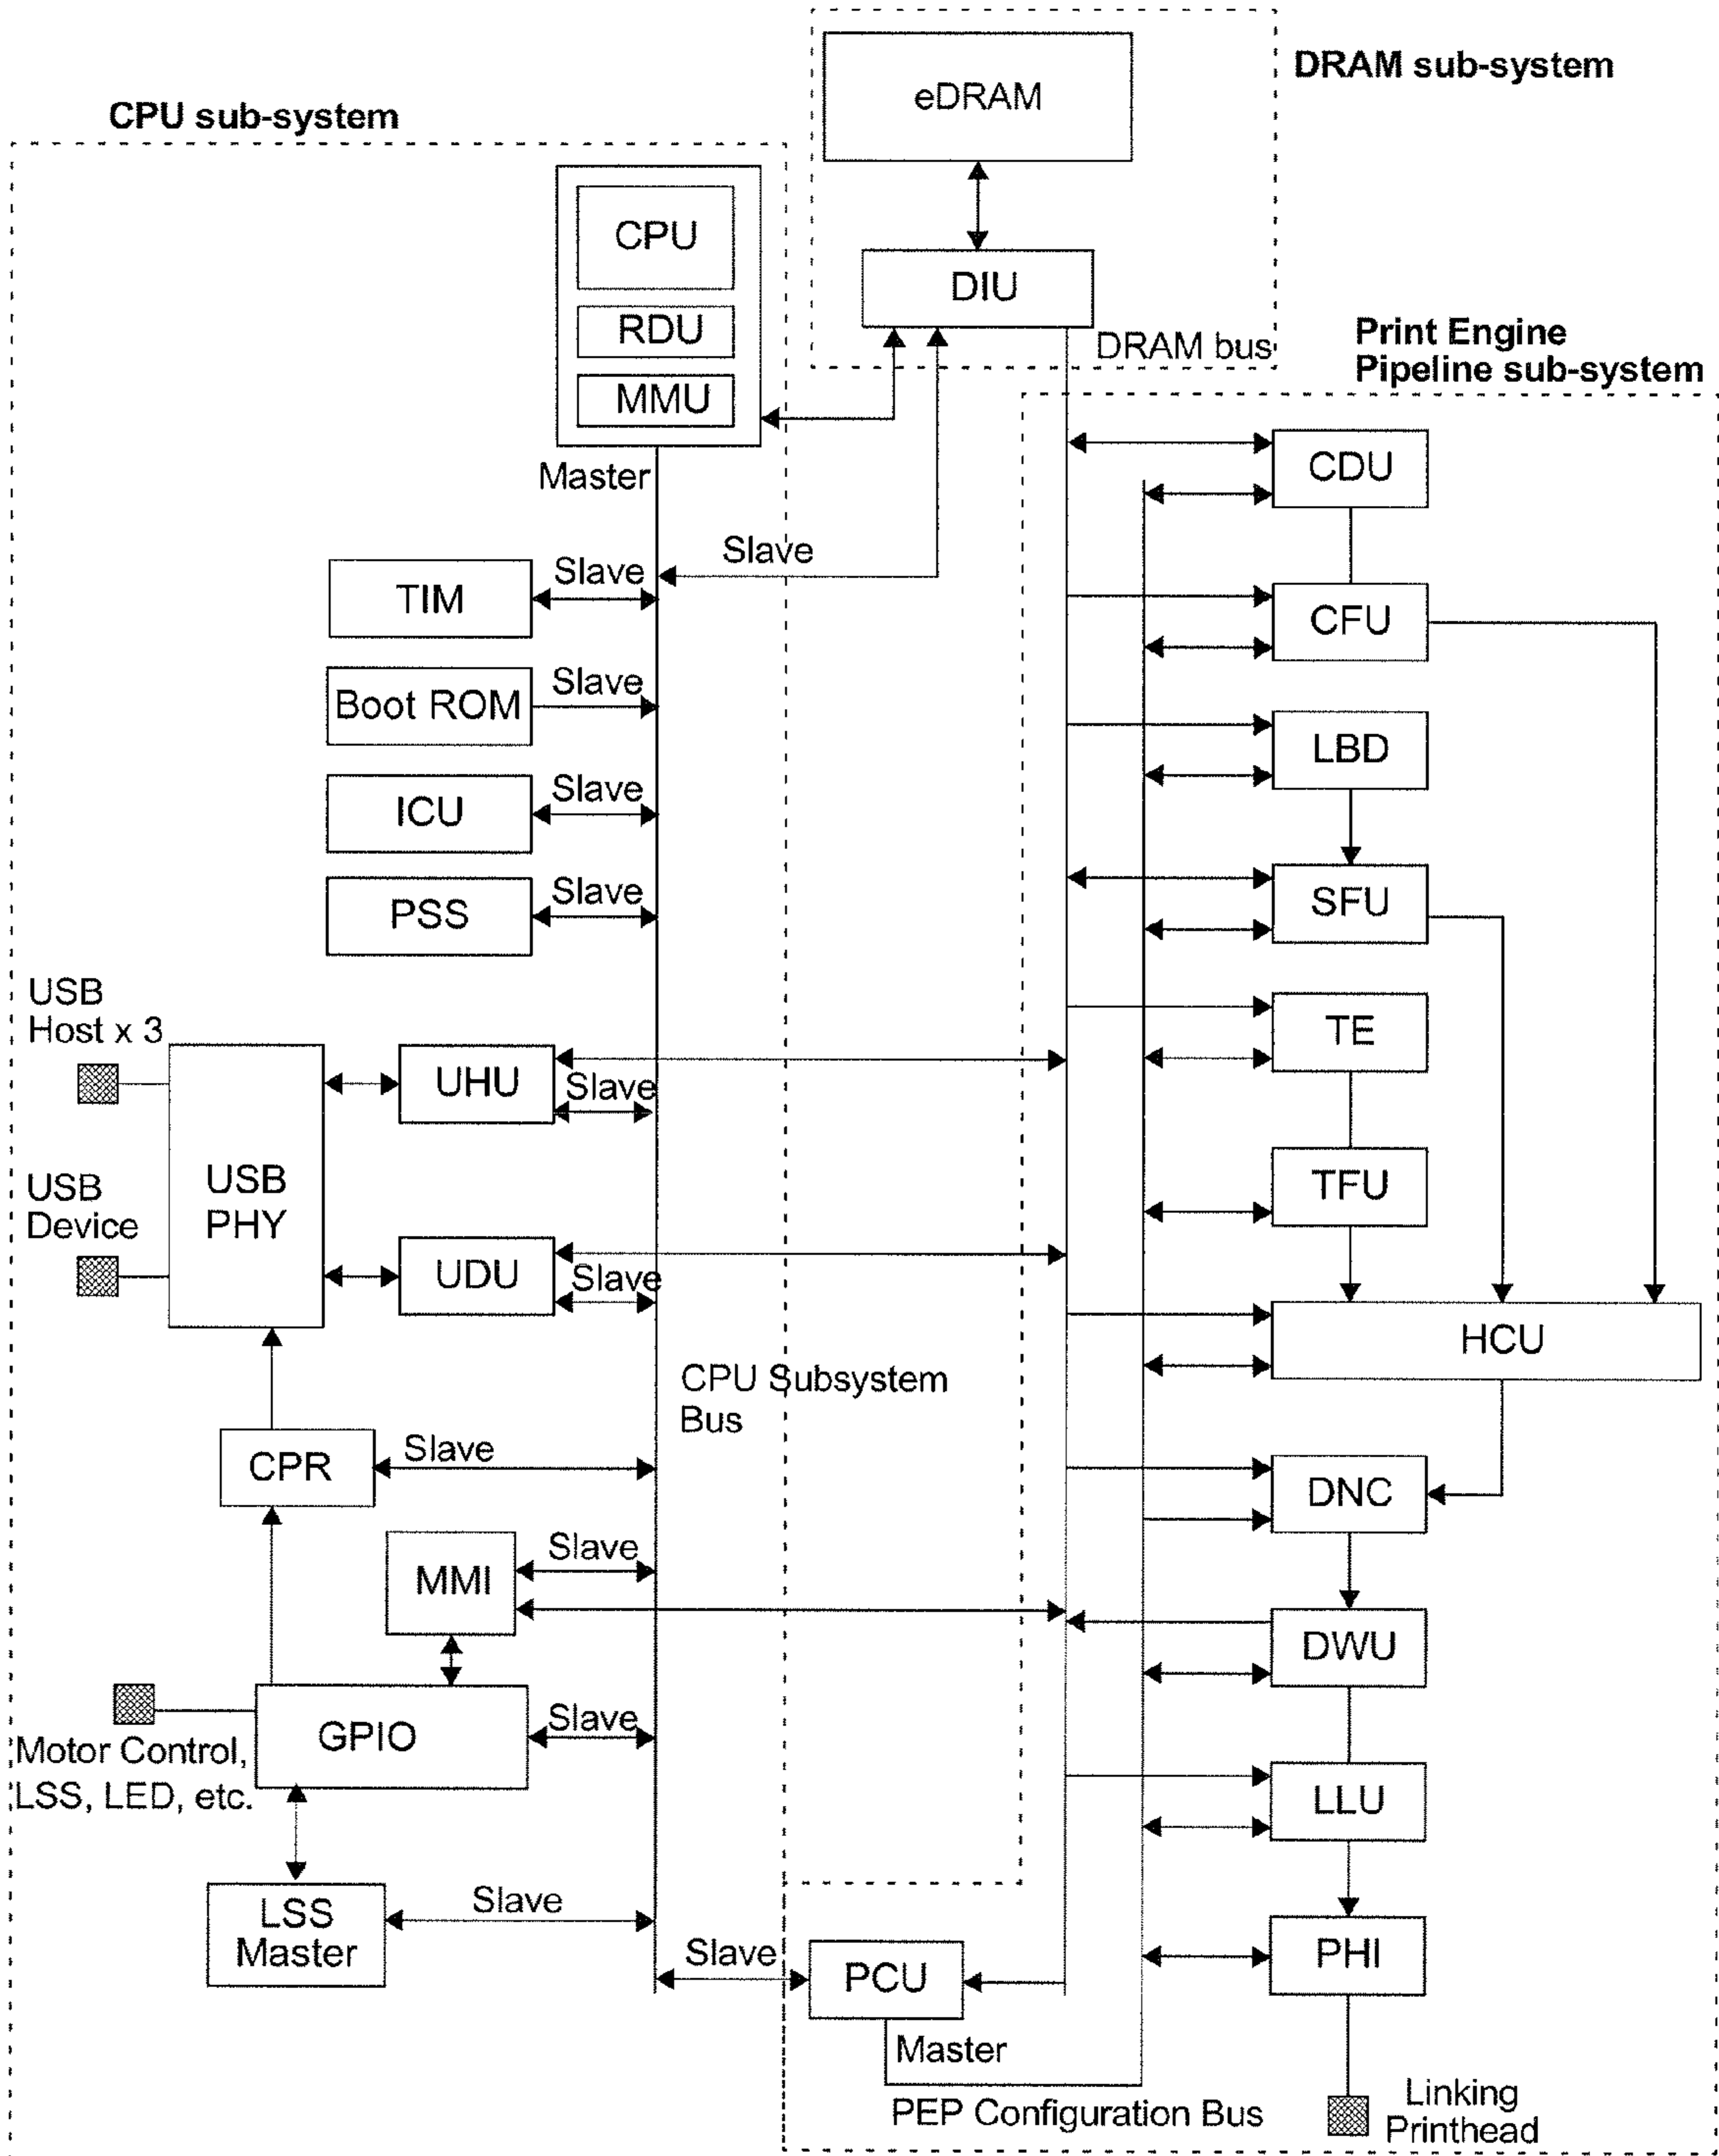 DRAM sub-system
eDRAM
CPU sub-system
CPU
DIU
RDU
DRAM bus
Print Engine
Pipeline sub-system
MMU
CDU
Master
Slave
TIM
Slave
CFU
Boot ROM
Slave
LBD
ICU
Slave
PSS
Slave
SFU
USB
Host x 3
TE
UHU
Slave
USB
PHY
USB
Device
TFU
UDU
Slave
HCU
CPU Subsystem
Bus
CPR
Slave
DNC
MMI
Slave
DWU
GPIO
Slave
Motor Control,
LSS, LED, etc.
LLU
LSS
Master
Slave
PHI
Slave
PCU
Master
PEP Configuration Bus
Linking
Printhead